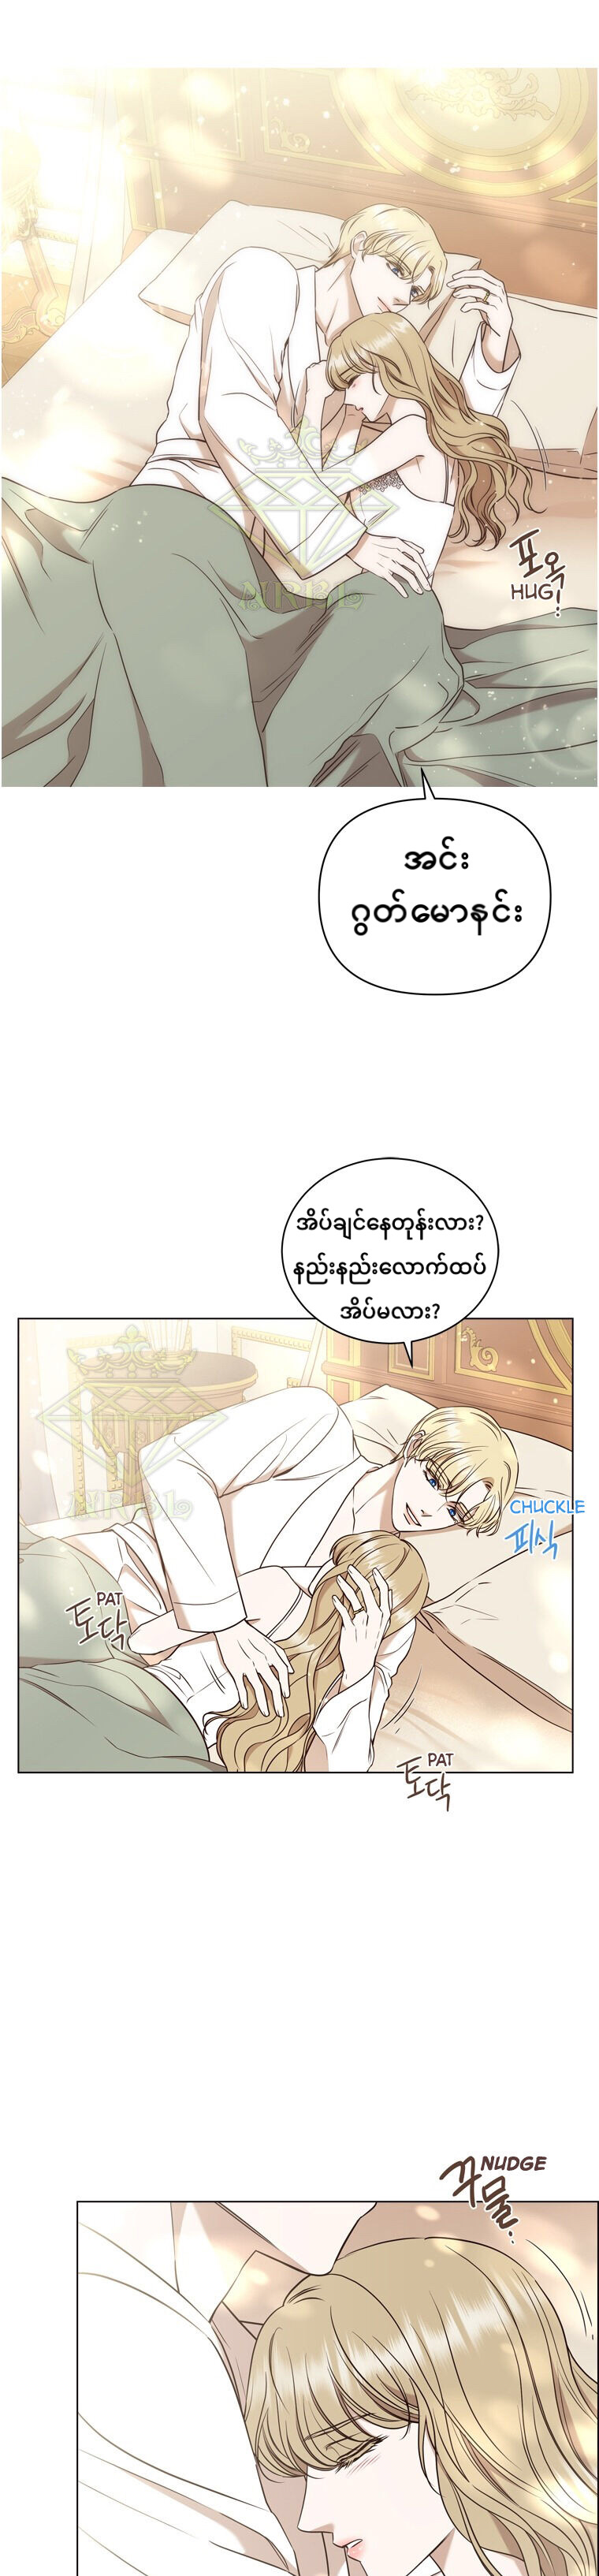 포옥
HUG!
အင်း
ဂွတ်မောနင်း
အိပ်ချင်နေတုန်းလား?
နည်းနည်းလောက်ထပ်
အိပ်မလား?
NRBL
CHUCKLE
피식
PAT
토닥
PAT
토닥
NUDGE
꾸물